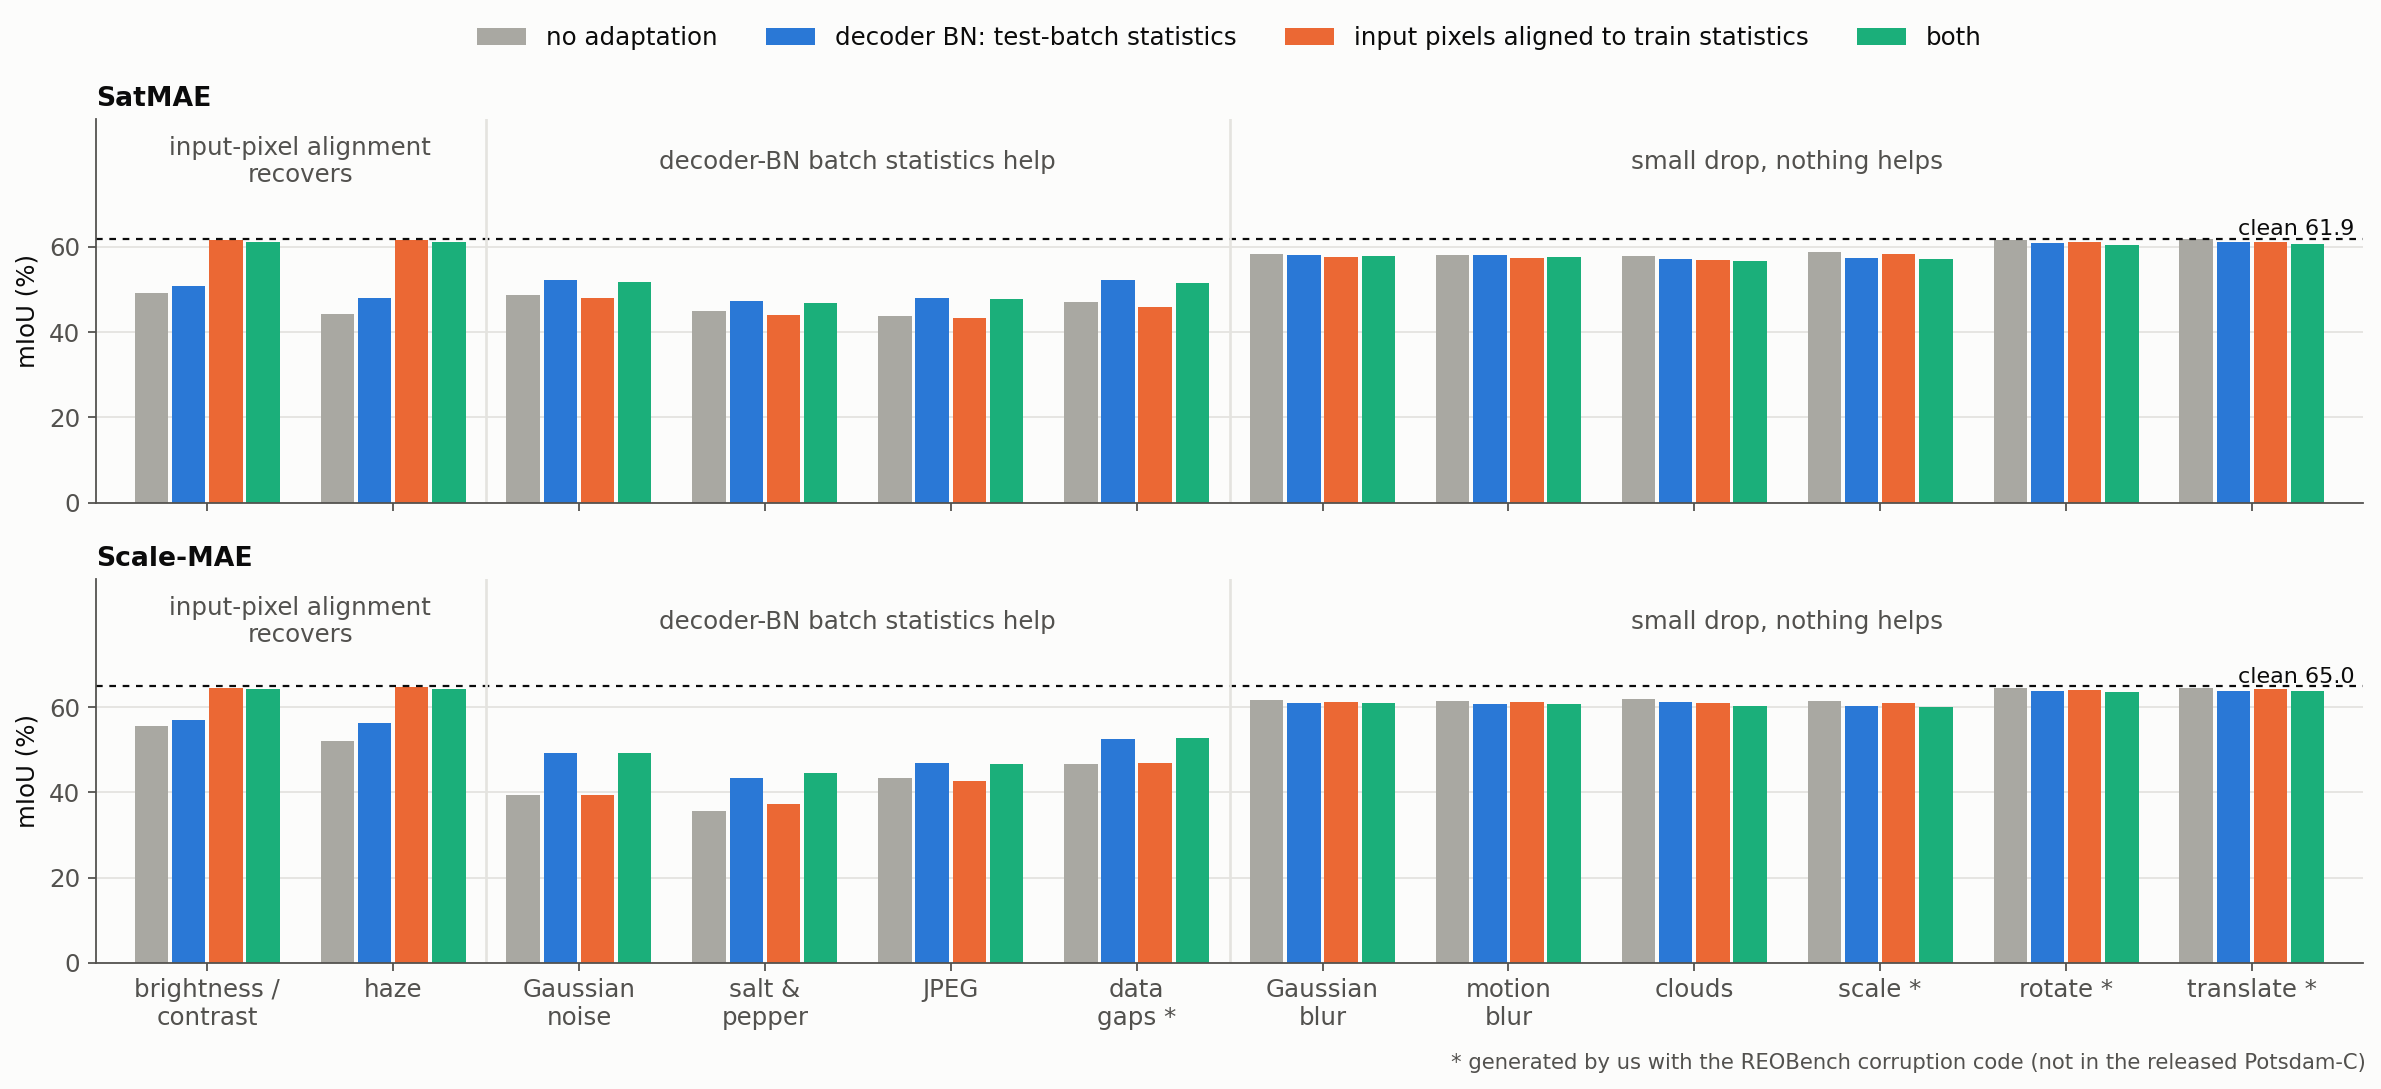 no adaptation
decoder BN: test-batch statistics
input pixels aligned to train statistics
both
SatMAE
input-pixel alignment
recovers
decoder-BN batch statistics help
small drop, nothing helps
clean 61.9
mIoU (%)
60
40
20
0
Scale-MAE
input-pixel alignment
recovers
decoder-BN batch statistics help
small drop, nothing helps
clean 65.0
mIoU (%)
60
40
20
0
brightness /
contrast
haze
Gaussian
noise
salt &
pepper
JPEG
data
gaps *
Gaussian
blur
motion
blur
clouds
scale *
rotate *
translate *
* generated by us with the REOBench corruption code (not in the released Potsdam-C)